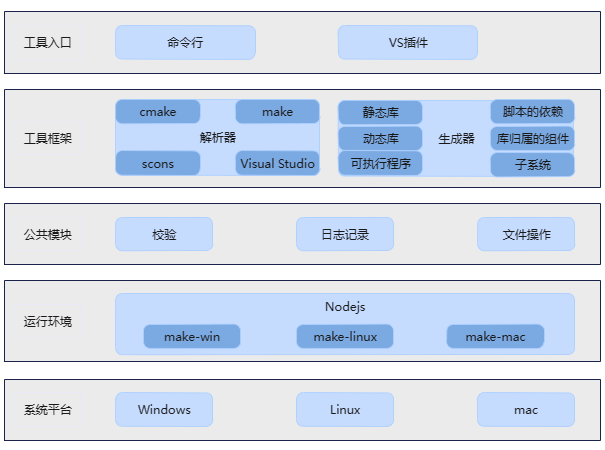 工具入口
命令行
VS插件
工具框架
cmake
make
解析器
scons
Visual Studio
静态库
动态库
可执行程序
生成器
脚本的依赖
库归属的组件
子系统
公共模块
校验
日志记录
文件操作
运行环境
Nodejs
make-win
make-linux
make-mac
系统平台
Windows
Linux
mac